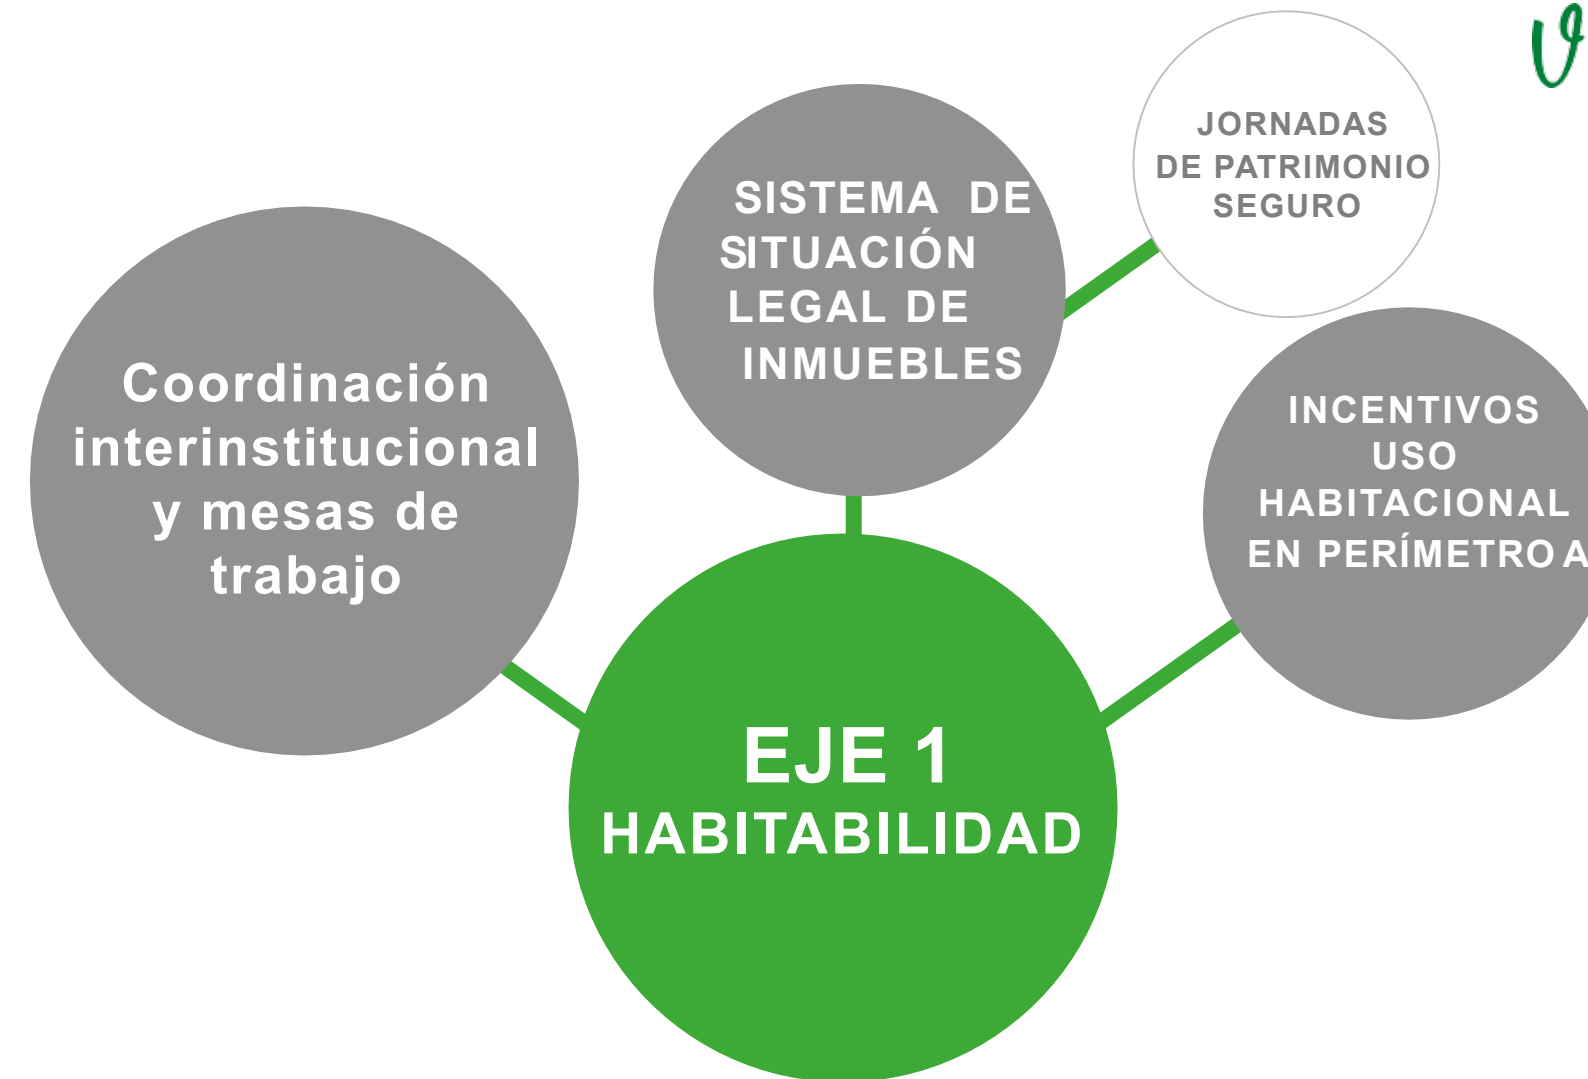 JORNADAS
DE PATRIMONIO
SEGURO
SISTEMA DE
SITUACIÓN
LEGAL DE
INMUEBLES
Coordinación
interinstitucional
y mesas de
trabajo
INCENTIVOS
USO
HABITACIONAL
EN PERÍMETRO A
EJE 1
HABITABILIDAD